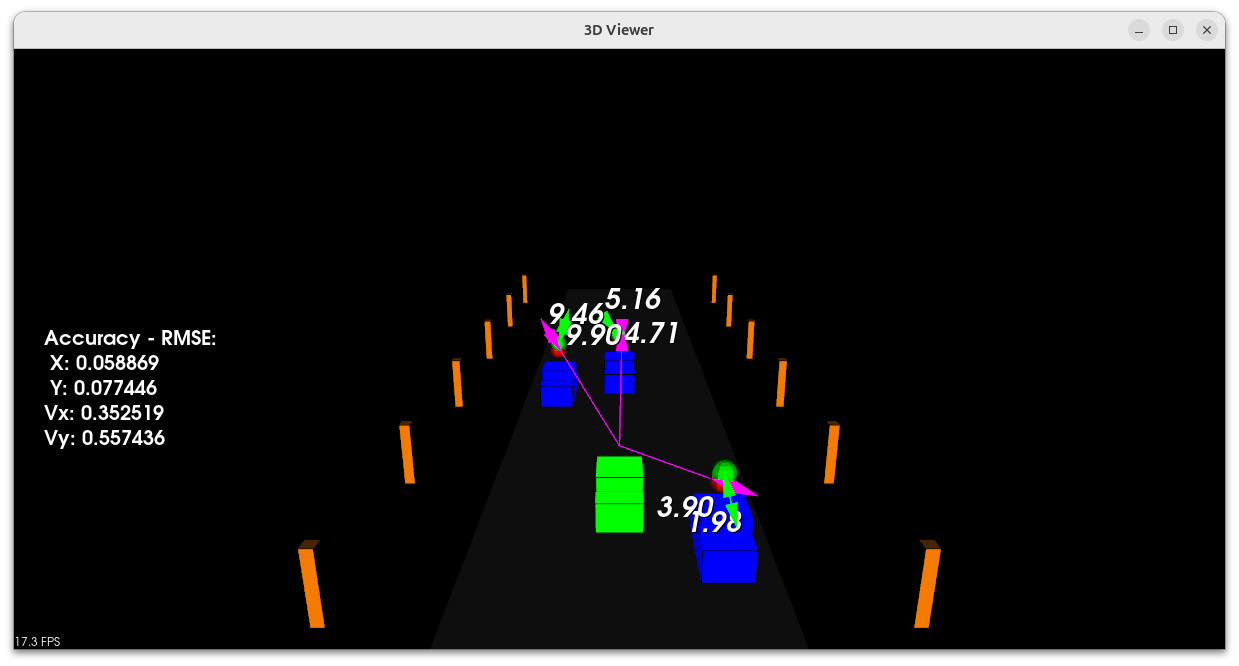 3D Viewer
5.16
9.46
9.90
4.71
Accuracy - RMSE:
X: 0.058869
Y: 0.077446
Vx: 0.352519
Vy: 0.557436
3.90
1.98
17.3 FPS